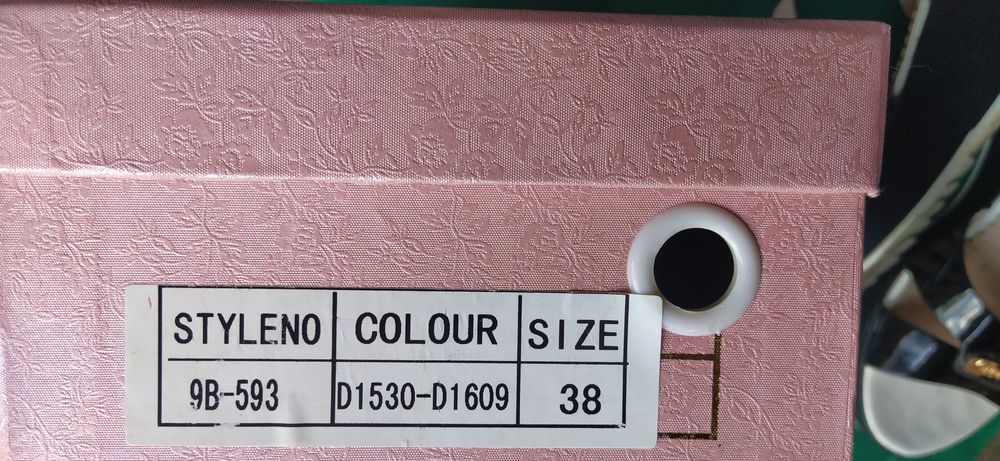 STYLENO COLOUR SIZE
9B-593 D1530-D1609 38